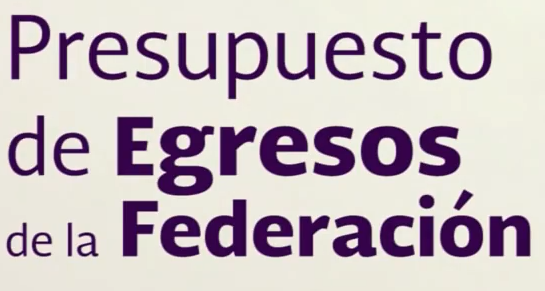 Presupuesto
de Egresos
de la Federación